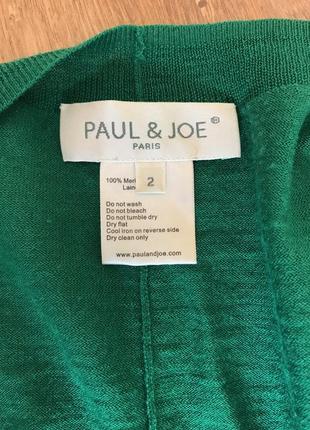 PAUL & JOE®
PARIS
100% Meri
Laine
2
Do not wash
Do not bleach
Do not tumble dry
Dry flat
Cool iron on reverse side
Dry clean only
www.paulandjoe.com